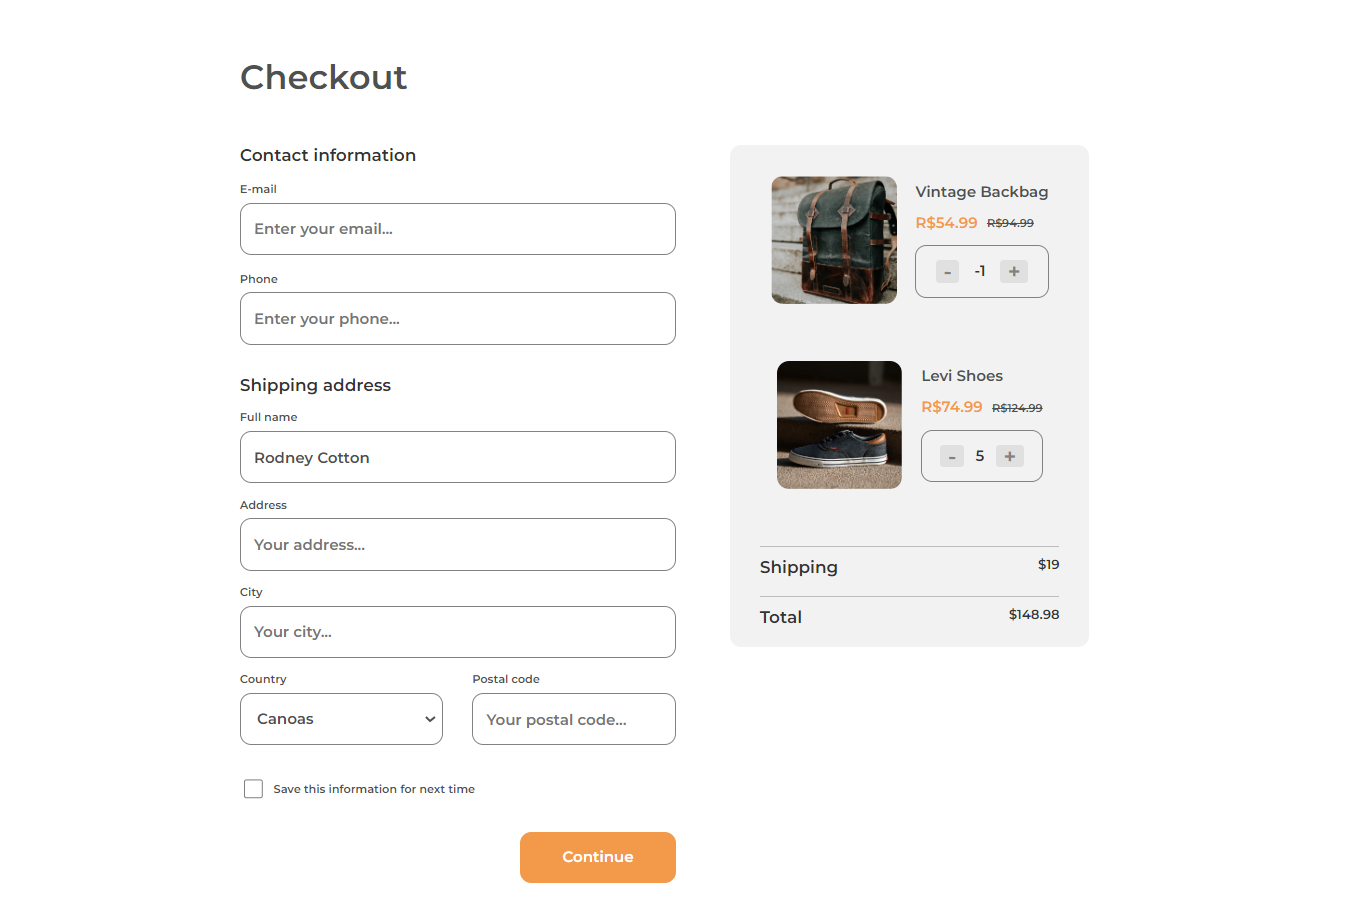 Checkout
Contact information
E-mail
Enter your email...
Phone
Enter your phone...
Shipping address
Full name
Rodney Cotton
Address
Your address...
City
Your city...
Country
Postal code
Canoas
Your postal code...
Save this information for next time
Continue
Vintage Backbag
R$54.99 R$94.99
- -1 +
Levi Shoes
R$74.99 R$124.99
- 5 +
Shipping $19
Total $148.98